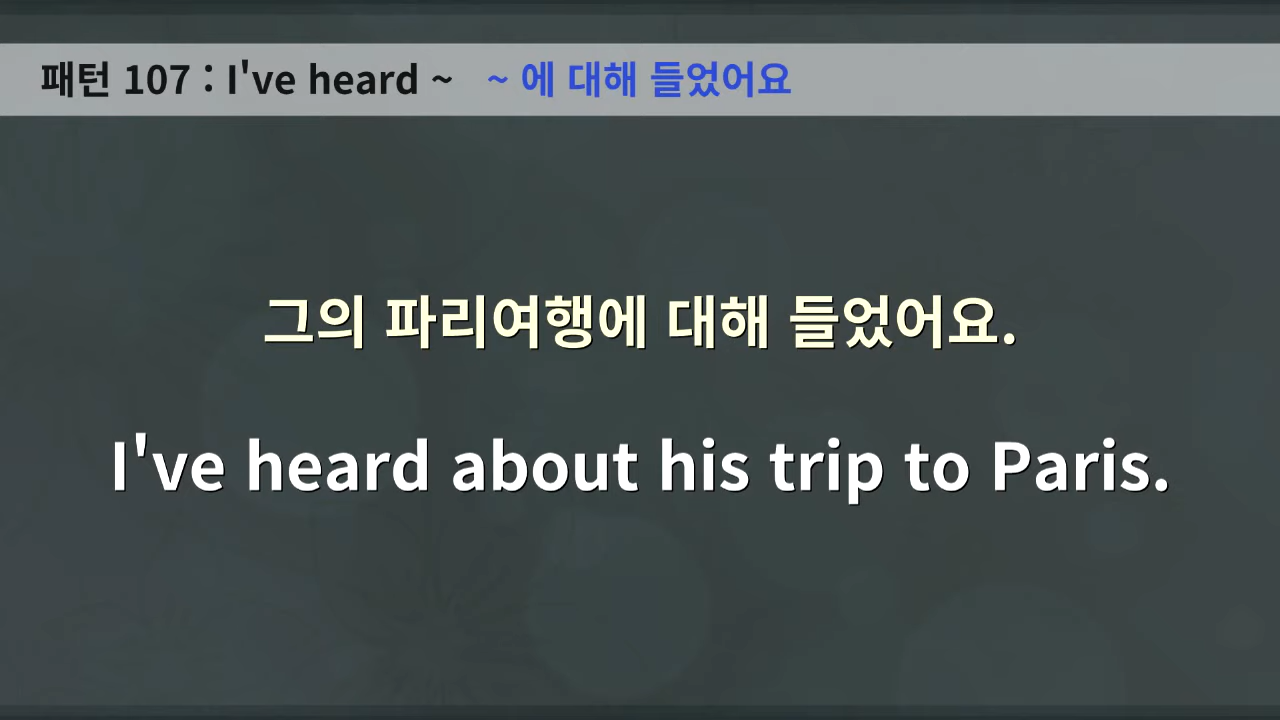 패턴 107 : I've heard ~ ~ 에 대해 들었어요
그의 파리여행에 대해 들었어요.
I've heard about his trip to Paris.